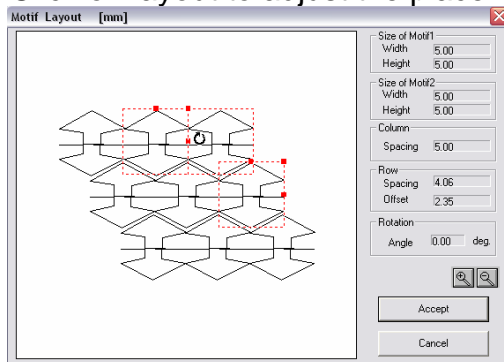 Motif Layout [mm]
Size of Motif1
Width 5.00
Height 5.00
Size of Motif2
Width 5.00
Height 5.00
Column
Spacing 5.00
Row
Spacing 4.06
Offset 2.35
Rotation
Angle 0.00 deg.
Accept
Cancel